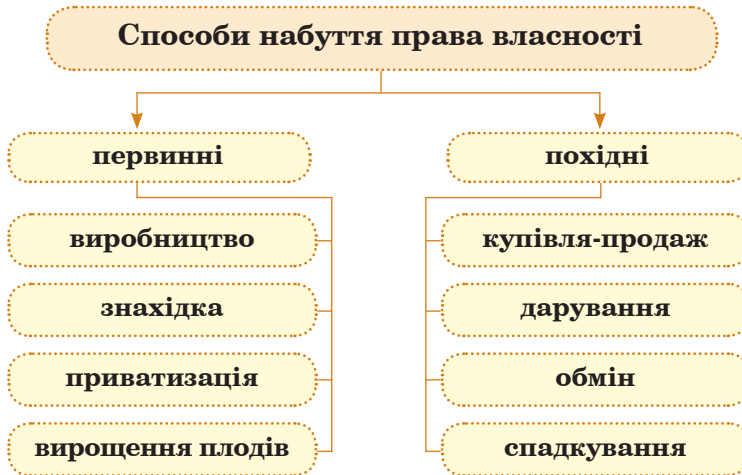 Способи набуття права власності
первинні
виробництво
знахідка
приватизація
вирощення плодів
похідні
купівля-продаж
дарування
обмін
спадкування